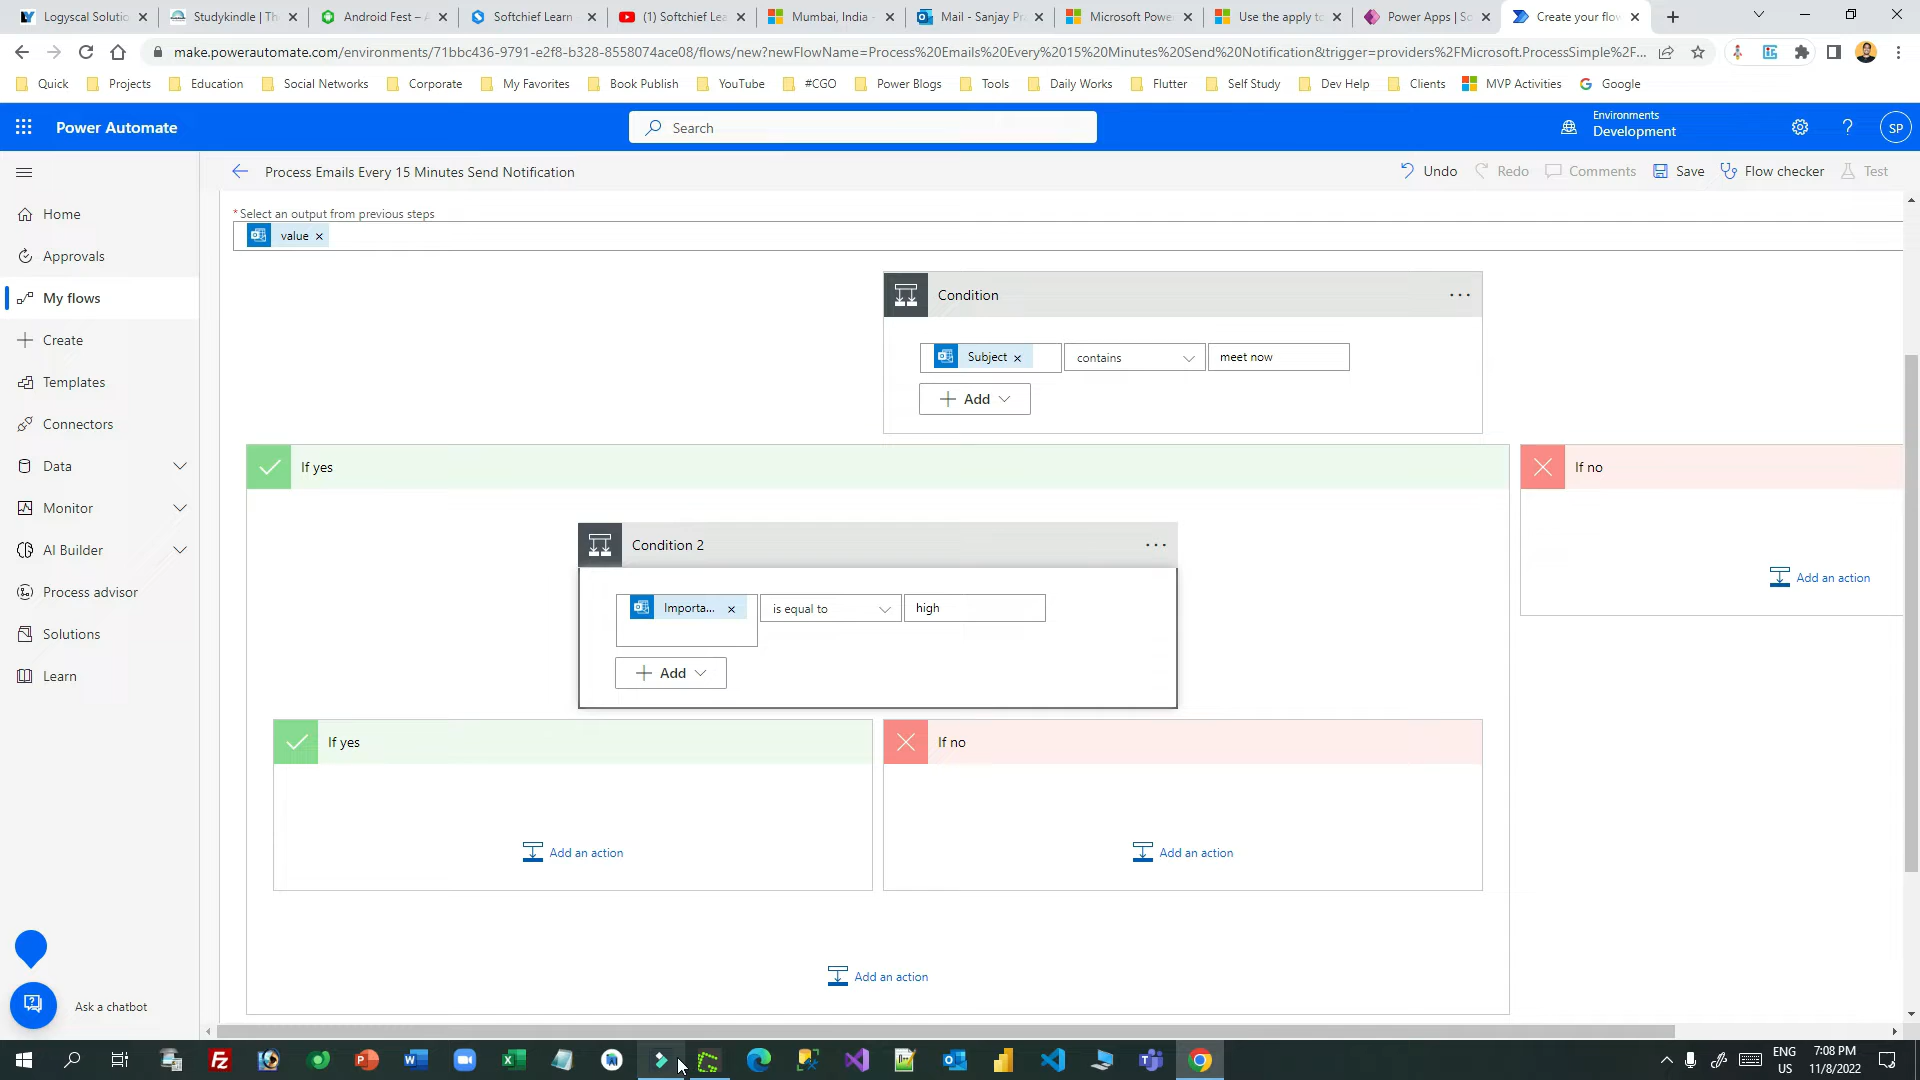 Logyscal Solutio
Studykindle | Th
Android Fest – A
Softchief Learn
(1) Softchief Lea
Mumbai, India -
Mail - Sanjay Pr
Microsoft Powe
Use the apply to
Power Apps | So
Create your flow
make.powerautomate.com/environments/71bbc436-9791-e2f8-b328-8558074ace08/flows/new?newFlowName=Process%20Emails%20Every%2015%20Minutes%20Send%20Notification&trigger=providers%2FMicrosoft.ProcessSimple%2F...
Quick
Projects
Education
Social Networks
Corporate
My Favorites
Book Publish
YouTube
#CGO
Power Blogs
Tools
Daily Works
Flutter
Self Study
Dev Help
Clients
MVP Activities
Google
Power Automate
Search
Environments
Development
SP
Process Emails Every 15 Minutes Send Notification
Undo
Redo
Comments
Save
Flow checker
Test
Home
Approvals
My flows
Create
Templates
Connectors
Data
Monitor
AI Builder
Process advisor
Solutions
Learn
Ask a chatbot
*Select an output from previous steps
value
Condition
Subject
contains
meet now
Add
If yes
If no
Condition 2
Importa...
is equal to
high
Add
Add an action
If yes
If no
Add an action
Add an action
Add an action
ENG
US
7:08 PM
11/8/2022